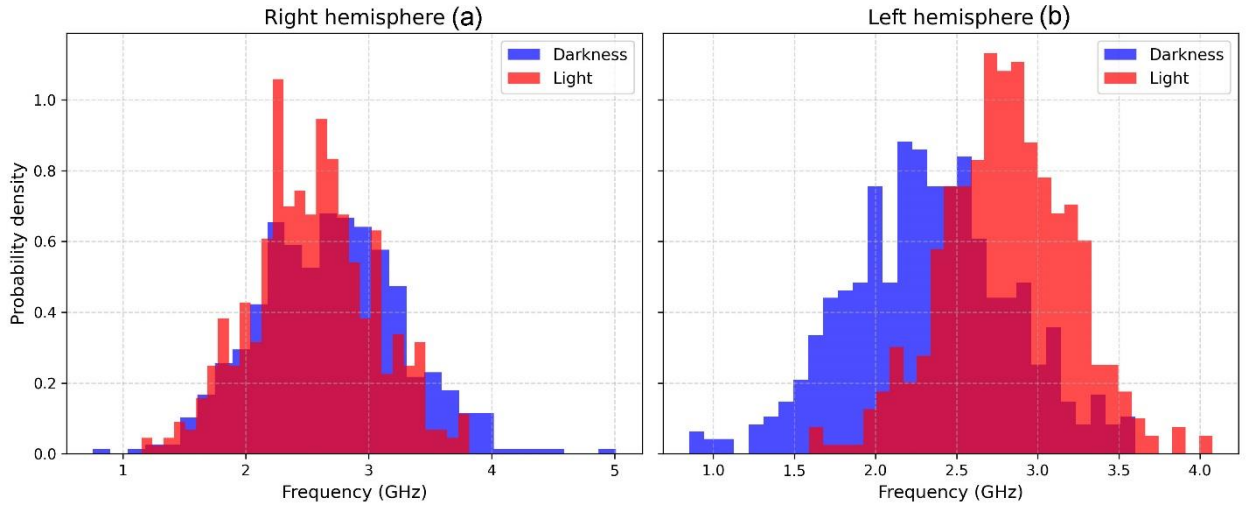 Right hemisphere (a)
Darkness
Light
Probability density
1.0
0.8
0.6
0.4
0.2
0.0
1 2 3 4 5
Frequency (GHz)
Left hemisphere (b)
Darkness
Light
1.0 1.5 2.0 2.5 3.0 3.5 4.0
Frequency (GHz)